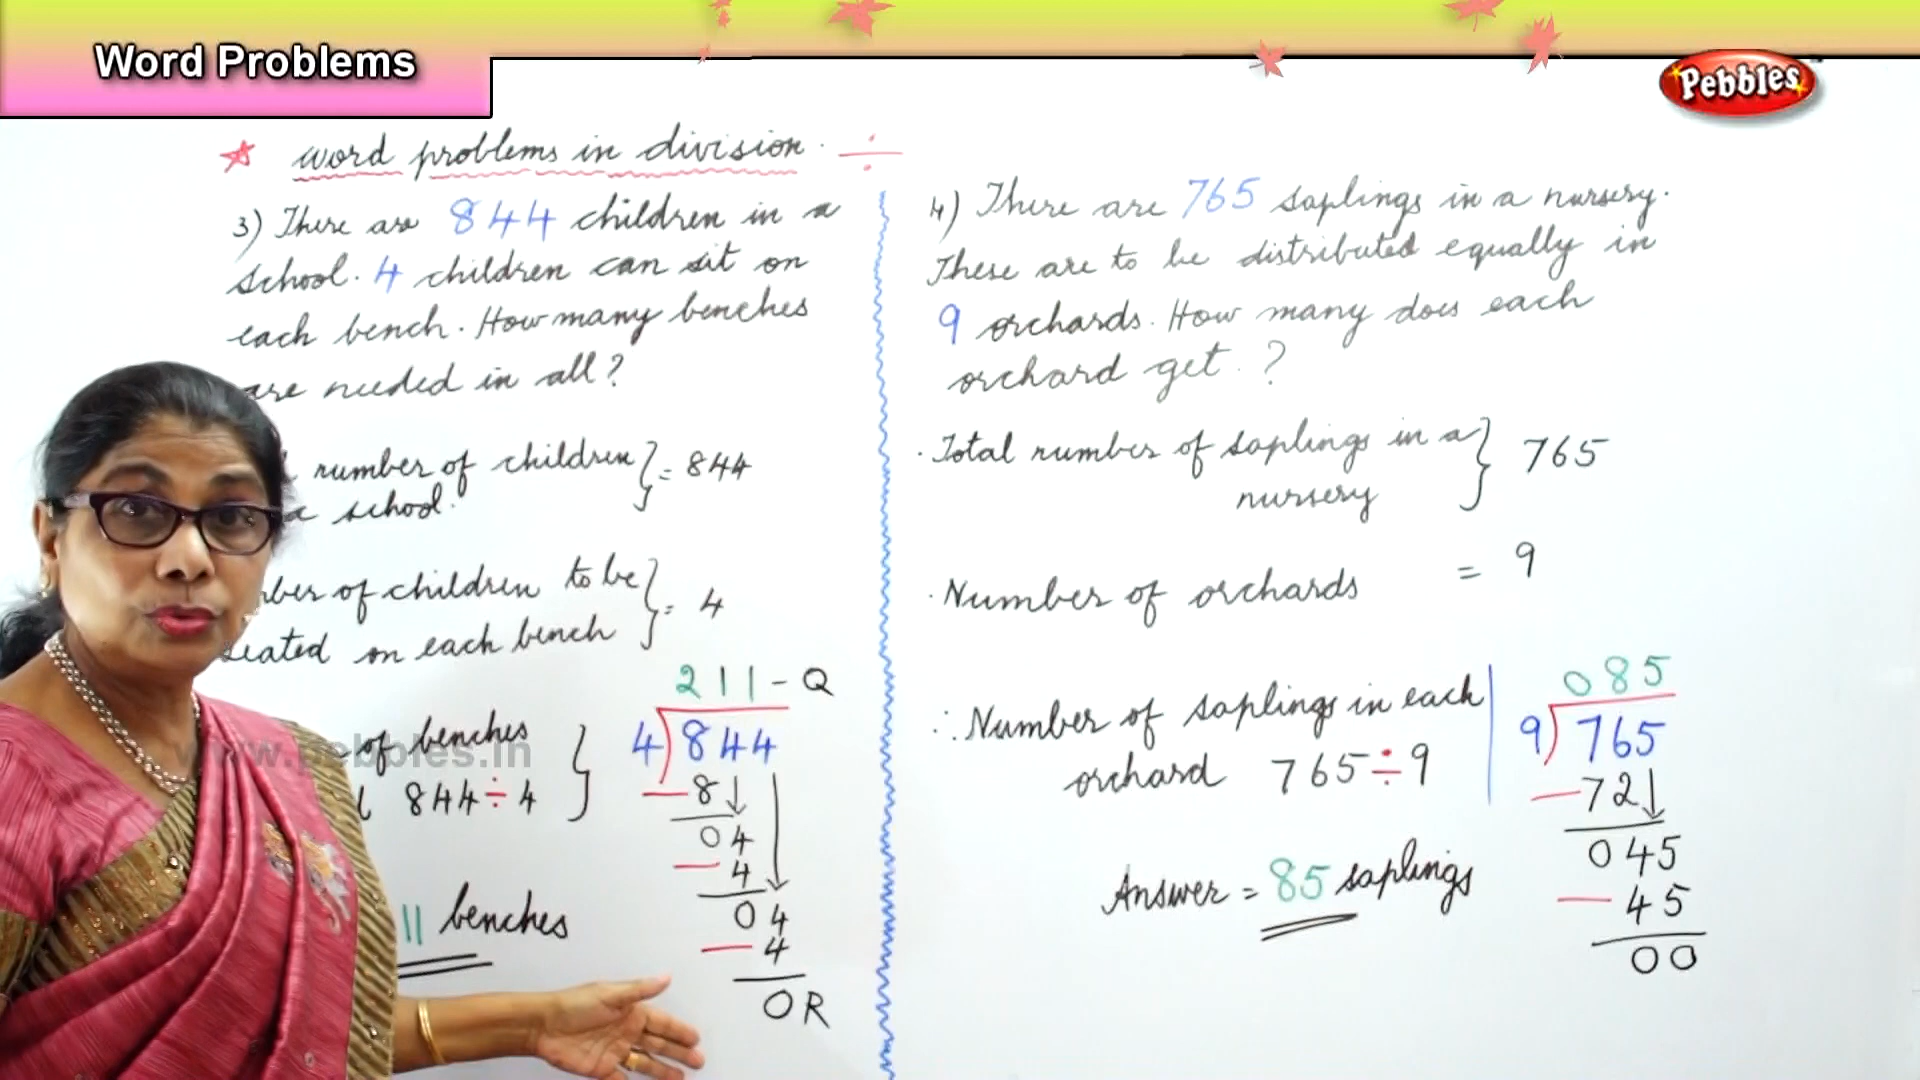 Word Problems
Pebbles
word problems in division. ÷
3) There are 844 children in a
school. 4 children can sit on
each bench. How many benches
are needed in all?
number of children } = 844
a school.
ber of children to be } = 4
seated on each bench
of benches
844 ÷ 4 }
11 benches
211 - Q
4)844
- 8
04
- 4
04
- 4
0 R
4) There are 765 saplings in a nursery.
These are to be distributed equally in
9 orchards. How many does each
orchard get.?
Total number of saplings in a } 765
nursery
Number of orchards = 9
∴ Number of saplings in each
orchard 765 ÷ 9
Answer = 85 saplings
085
9)765
- 72
045
- 45
00
www.pebbles.in